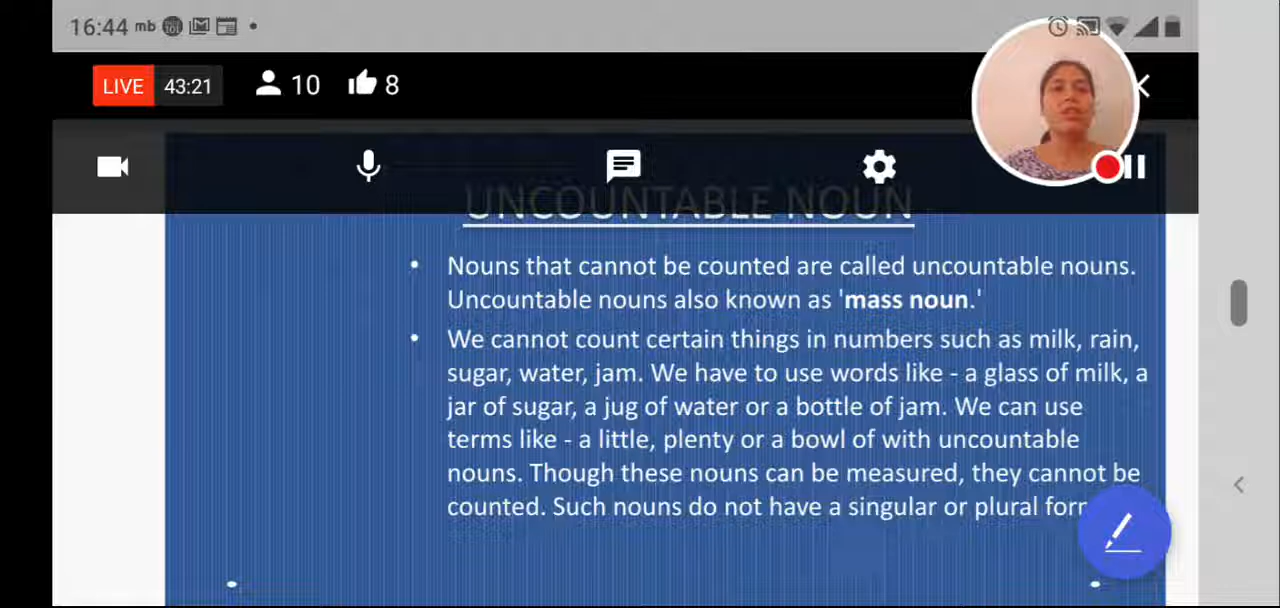 16:44 mb
LIVE 43:21 10 8
UNCOUNTABLE NOUN
• Nouns that cannot be counted are called uncountable nouns.
Uncountable nouns also known as 'mass noun.'
• We cannot count certain things in numbers such as milk, rain,
sugar, water, jam. We have to use words like - a glass of milk, a
jar of sugar, a jug of water or a bottle of jam. We can use
terms like - a little, plenty or a bowl of with uncountable
nouns. Though these nouns can be measured, they cannot be
counted. Such nouns do not have a singular or plural